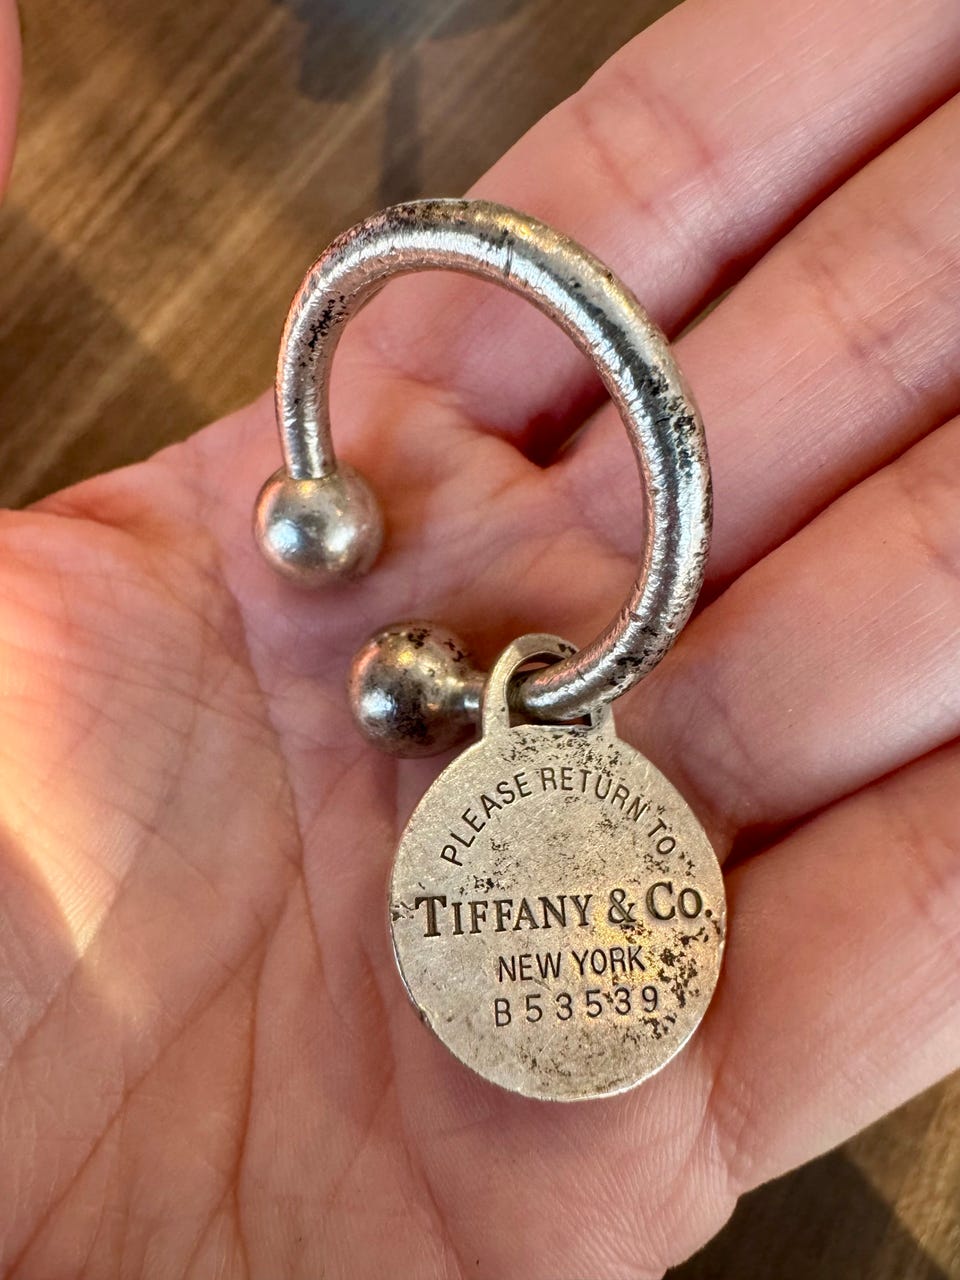 PLEASE RETURN TO
TIFFANY & CO.
NEW YORK
B53539